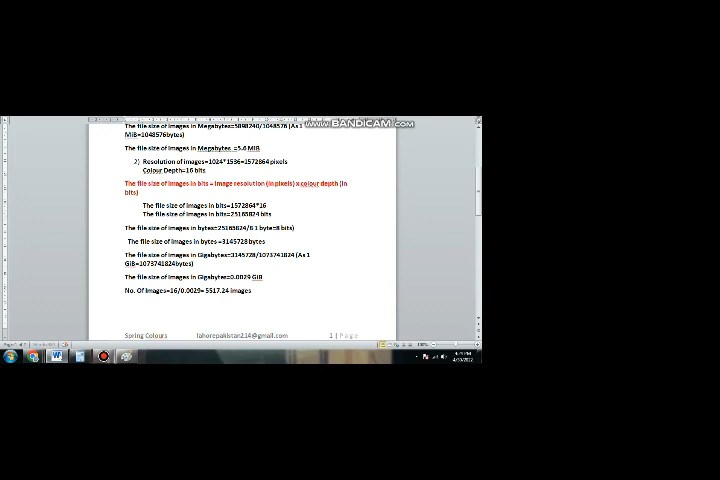 WWW.BANDICAM.COM
The file size of images in Megabytes=5898240/1048576 (As 1
MiB=1048576bytes)
The file size of images in Megabytes =5.6 MiB
2) Resolution of images=1024*1536=1572864 pixels
Colour Depth=16 bits
The file size of images in bits = image resolution (in pixels) x colour depth (in
bits)
The file size of images in bits=1572864*16
The file size of images in bits=25165824 bits
The file size of images in bytes=25165824/8 1 byte=8 bits)
The file size of images in bytes =3145728 bytes
The file size of images in Gigabytes=3145728/1073741824 (As 1
GiB=1073741824bytes)
The file size of images in Gigabytes=0.0029 GiB
No. Of Images=16/0.0029= 5517.24 images
Spring Colours lahorepakistan214@gmail.com 1 | Page
100%